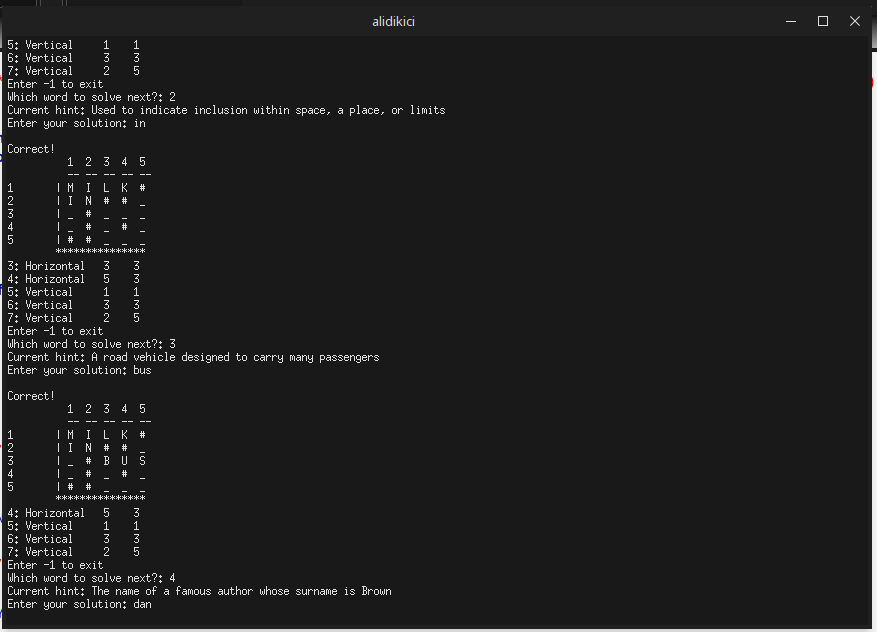 alidikici
5: Vertical     1    1
6: Vertical     3    3
7: Vertical     2    5
Enter -1 to exit
Which word to solve next?: 2
Current hint: Used to indicate inclusion within space, a place, or limits
Enter your solution: in
Correct!
1  2  3  4  5
-- -- -- -- --
1       | M  I  L  K  #
2       | I  N  #  #  _
3       | _  #  _  _  _
4       | _  #  _  #  _
5       | #  #  _  _  _
***************
3: Horizontal   3    3
4: Horizontal   5    3
5: Vertical     1    1
6: Vertical     3    3
7: Vertical     2    5
Enter -1 to exit
Which word to solve next?: 3
Current hint: A road vehicle designed to carry many passengers
Enter your solution: bus
Correct!
1  2  3  4  5
-- -- -- -- --
1       | M  I  L  K  #
2       | I  N  #  #  _
3       | _  #  B  U  S
4       | _  #  _  #  _
5       | #  #  _  _  _
***************
4: Horizontal   5    3
5: Vertical     1    1
6: Vertical     3    3
7: Vertical     2    5
Enter -1 to exit
Which word to solve next?: 4
Current hint: The name of a famous author whose surname is Brown
Enter your solution: dan